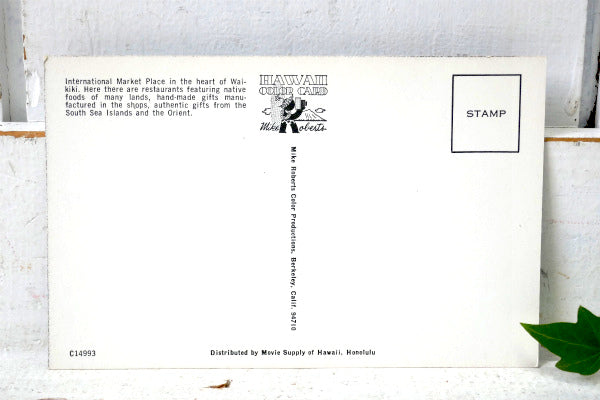 International Market Place in the heart of Wai-
kiki. Here there are restaurants featuring native
foods of many lands, hand-made gifts manu-
factured in the shops, authentic gifts from the
South Sea Islands and the Orient.
HAWAII
COLOR CARD
Mike Roberts
STAMP
Mike Roberts Color Productions, Berkeley, Calif. 94710
C14993
Distributed by Movie Supply of Hawaii, Honolulu